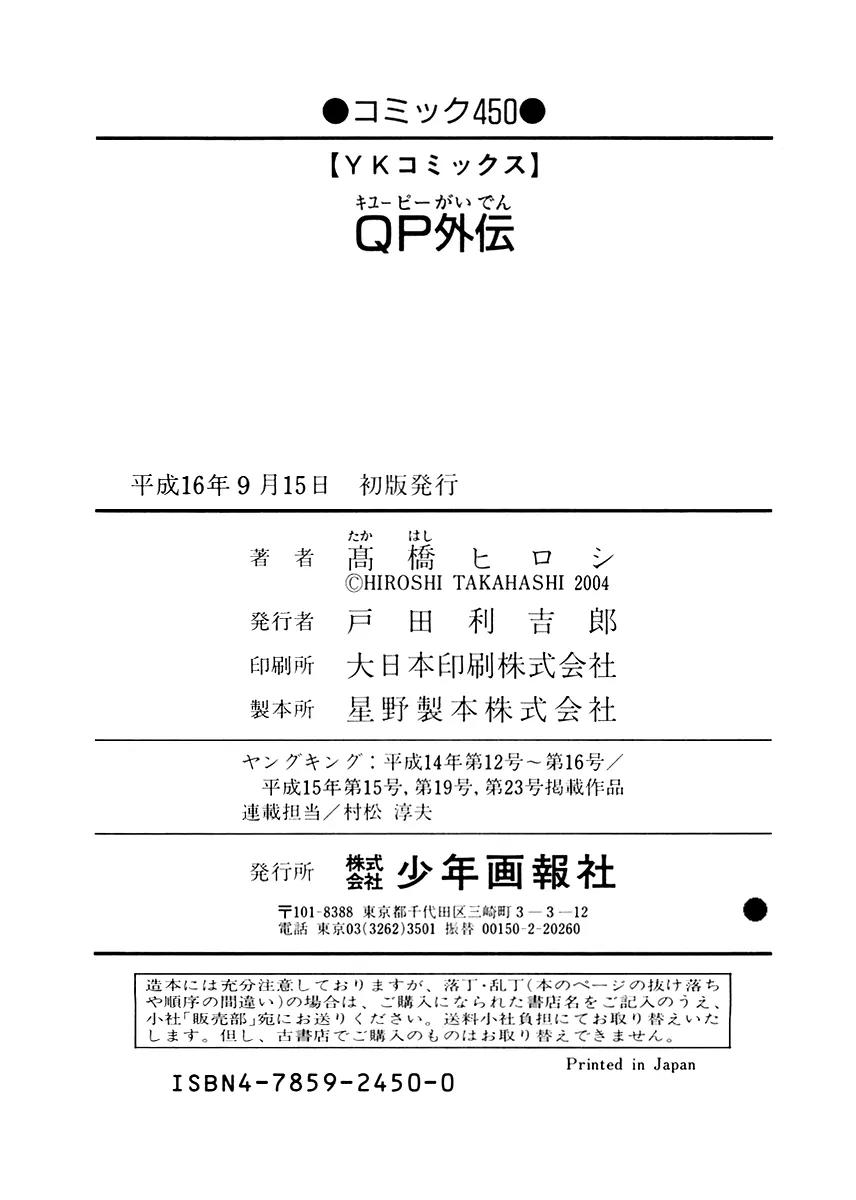 ●コミック450●
【YKコミックス】
キユーピーがいでん
QP外伝
平成16年9月15日 初版発行
たか はし
著者 髙橋ヒロシ
©HIROSHI TAKAHASHI 2004
発行者 戸田利吉郎
印刷所 大日本印刷株式会社
製本所 星野製本株式会社
ヤングキング：平成14年第12号～第16号／
平成15年第15号, 第19号, 第23号掲載作品
連載担当／村松 淳夫
発行所 株式会社 少年画報社
〒101-8388 東京都千代田区三崎町3－3－12
電話 東京03(3262)3501 振替 00150-2-20260
造本には充分注意しておりますが、落丁・乱丁（本のページの抜け落ち
や順序の間違い）の場合は、ご購入になられた書店名をご記入のうえ、
小社「販売部」宛にお送りください。送料小社負担にてお取り替えいた
します。但し、古書店でご購入のものはお取り替えできません。
Printed in Japan
ISBN4-7859-2450-0